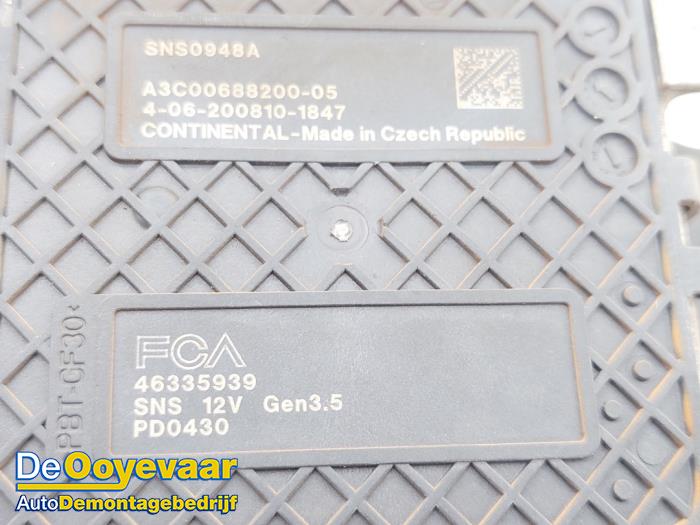 SNS0948A
A3C00688200-05
4-06-200810-1847
CONTINENTAL-Made in Czech Republic
FCA
46335939
SNS 12V Gen3.5
PD0430
>PBT-GF30<
De Ooyevaar
AutoDemontagebedrijf